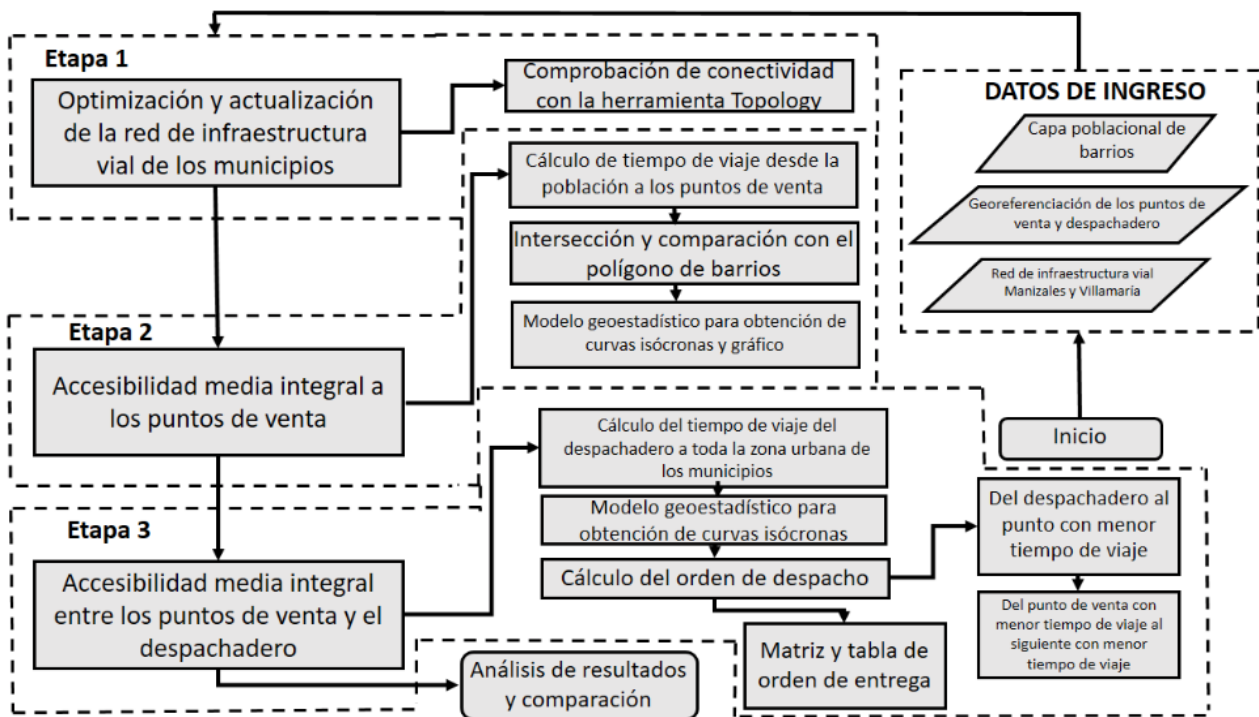 Etapa 1
Optimización y actualización
de la red de infraestructura
vial de los municipios
Comprobación de conectividad
con la herramienta Topology
DATOS DE INGRESO
Capa poblacional de
barrios
Georeferenciación de los puntos de
venta y despachadero
Red de infraestructura vial
Manizales y Villamaría
Inicio
Cálculo de tiempo de viaje desde la
población a los puntos de venta
Intersección y comparación con el
polígono de barrios
Modelo geoestadístico para obtención de
curvas isócronas y gráfico
Etapa 2
Accesibilidad media integral a
los puntos de venta
Cálculo del tiempo de viaje del
despachadero a toda la zona urbana de
los municipios
Modelo geoestadístico para
obtención de curvas isócronas
Cálculo del orden de despacho
Del despachadero al
punto con menor
tiempo de viaje
Del punto de venta con
menor tiempo de viaje al
siguiente con menor
tiempo de viaje
Matriz y tabla de
orden de entrega
Etapa 3
Accesibilidad media integral
entre los puntos de venta y el
despachadero
Análisis de resultados
y comparación